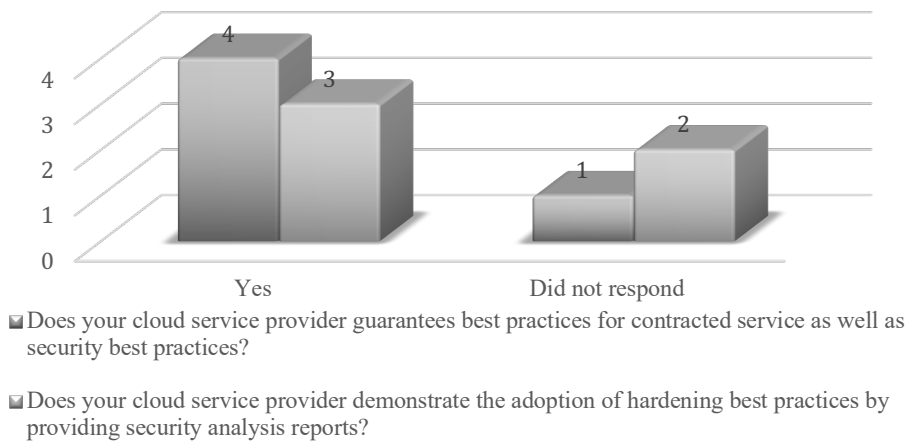 4
3
2
1
4
3
2
1
0
Yes
Did not respond
Does your cloud service provider guarantees best practices for contracted service as well as
security best practices?
Does your cloud service provider demonstrate the adoption of hardening best practices by
providing security analysis reports?